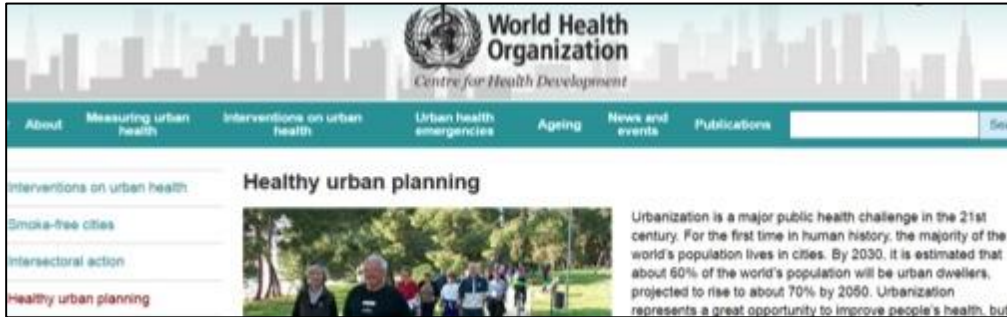 World Health
Organization
Centre for Health Development
About
Measuring urban
health
Interventions on urban
health
Urban health
emergencies
Ageing
News and
events
Publications
Interventions on urban health
Smoke-free cities
Intersectoral action
Healthy urban planning
Healthy urban planning
Urbanization is a major public health challenge in the 21st
century. For the first time in human history, the majority of the
world's population lives in cities. By 2030, it is estimated that
about 60% of the world's population will be urban dwellers,
projected to rise to about 70% by 2050. Urbanization
represents a great opportunity to improve people's health, but